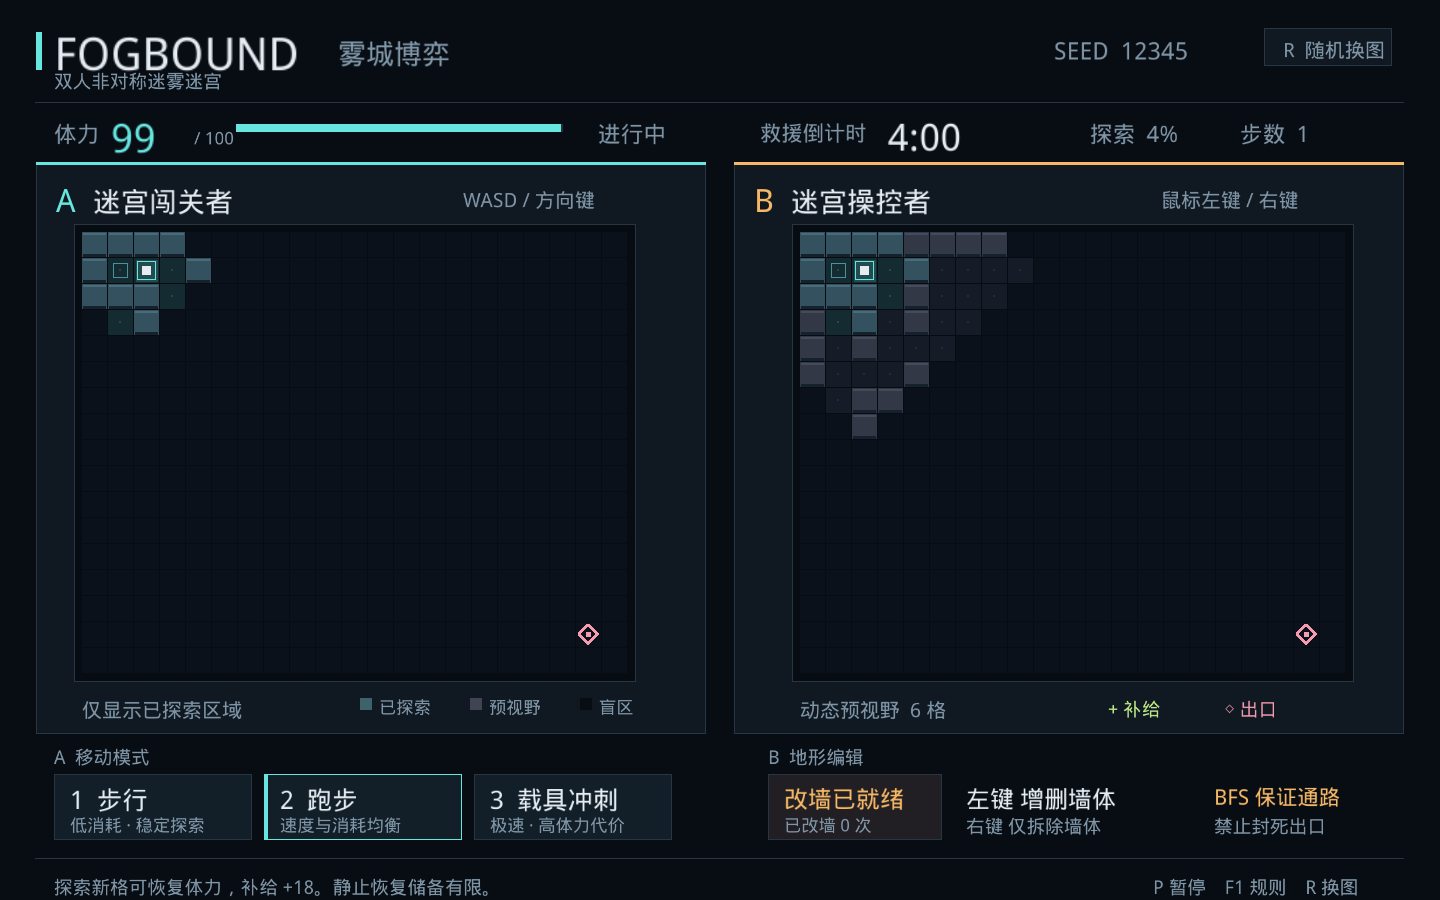 FOGBOUND 雾城博弈 SEED 12345 R 随机换图
双人非对称迷雾迷宫
体力 99 / 100 进行中 救援倒计时 4:00 探索 4% 步数 1
A 迷宫闯关者 WASD / 方向键 B 迷宫操控者 鼠标左键 / 右键
仅显示已探索区域 已探索 预视野 盲区 动态预视野 6 格 + 补给 ◇ 出口
A 移动模式 B 地形编辑
1 步行 2 跑步 3 载具冲刺 改墙已就绪 左键 增删墙体 BFS 保证通路
低消耗 · 稳定探索 速度与消耗均衡 极速 · 高体力代价 已改墙 0 次 右键 仅拆除墙体 禁止封死出口
探索新格可恢复体力，补给 +18。静止恢复储备有限。 P 暂停 F1 规则 R 换图